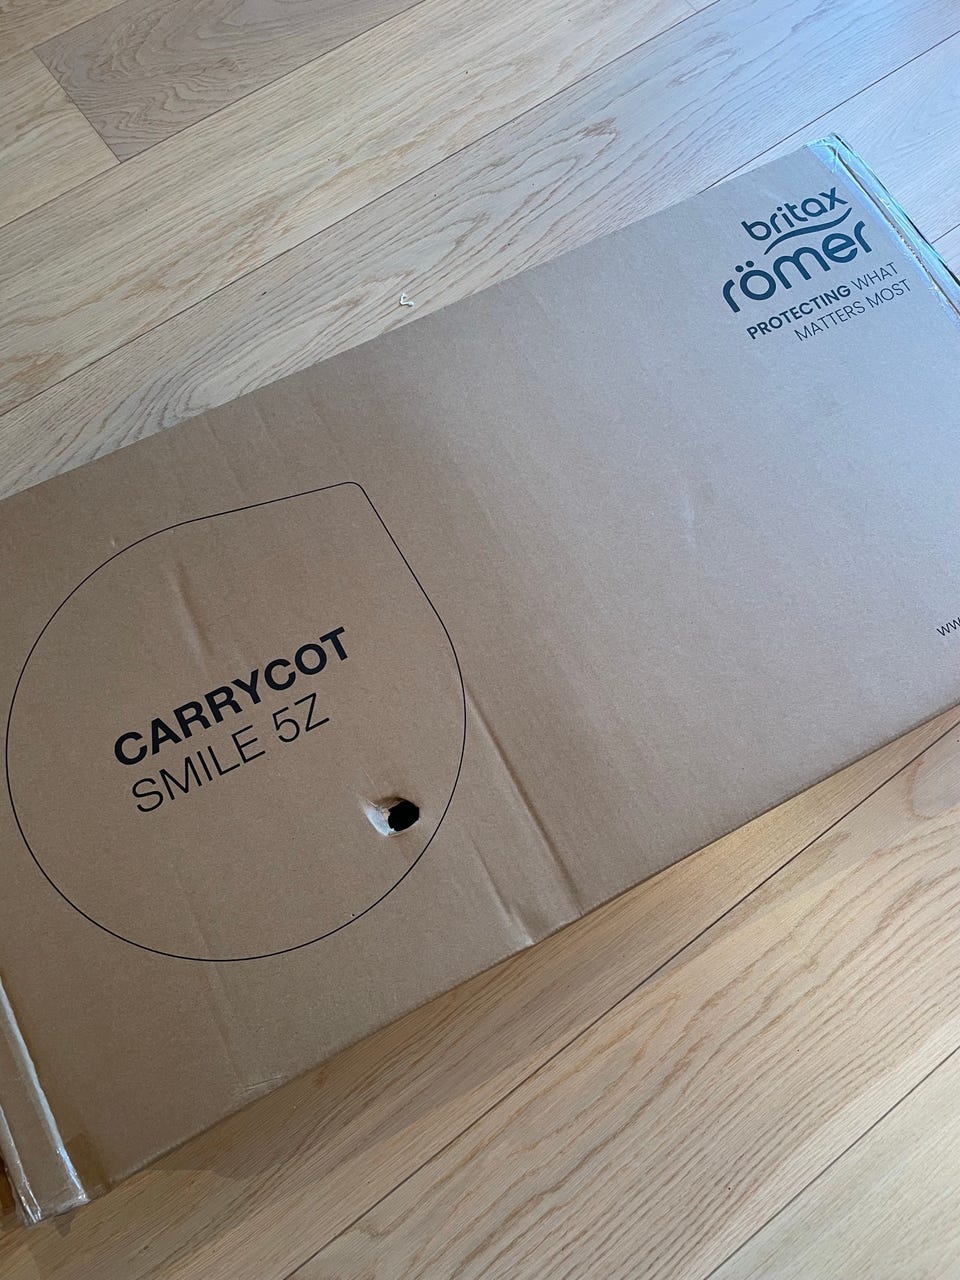 britax
römer
PROTECTING WHAT
MATTERS MOST
CARRYCOT
SMILE 5Z